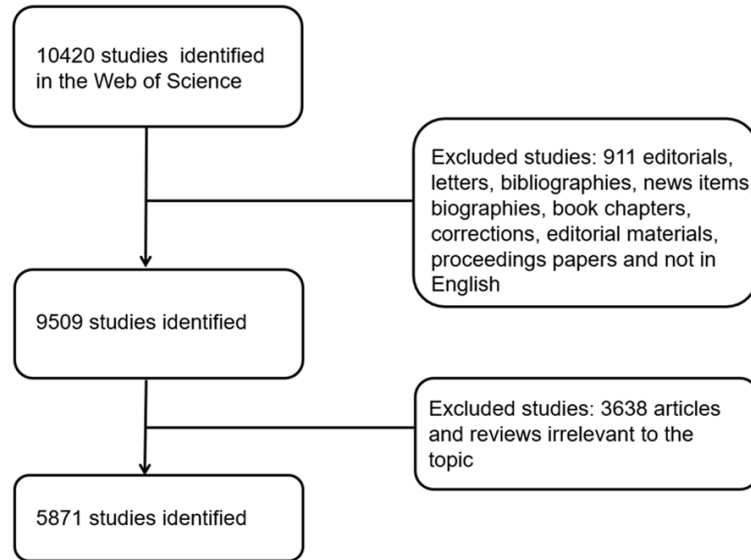 10420 studies identified
in the Web of Science
Excluded studies: 911 editorials,
letters, bibliographies, news items,
biographies, book chapters,
corrections, editorial materials,
proceedings papers and not in
English
9509 studies identified
Excluded studies: 3638 articles
and reviews irrelevant to the
topic
5871 studies identified